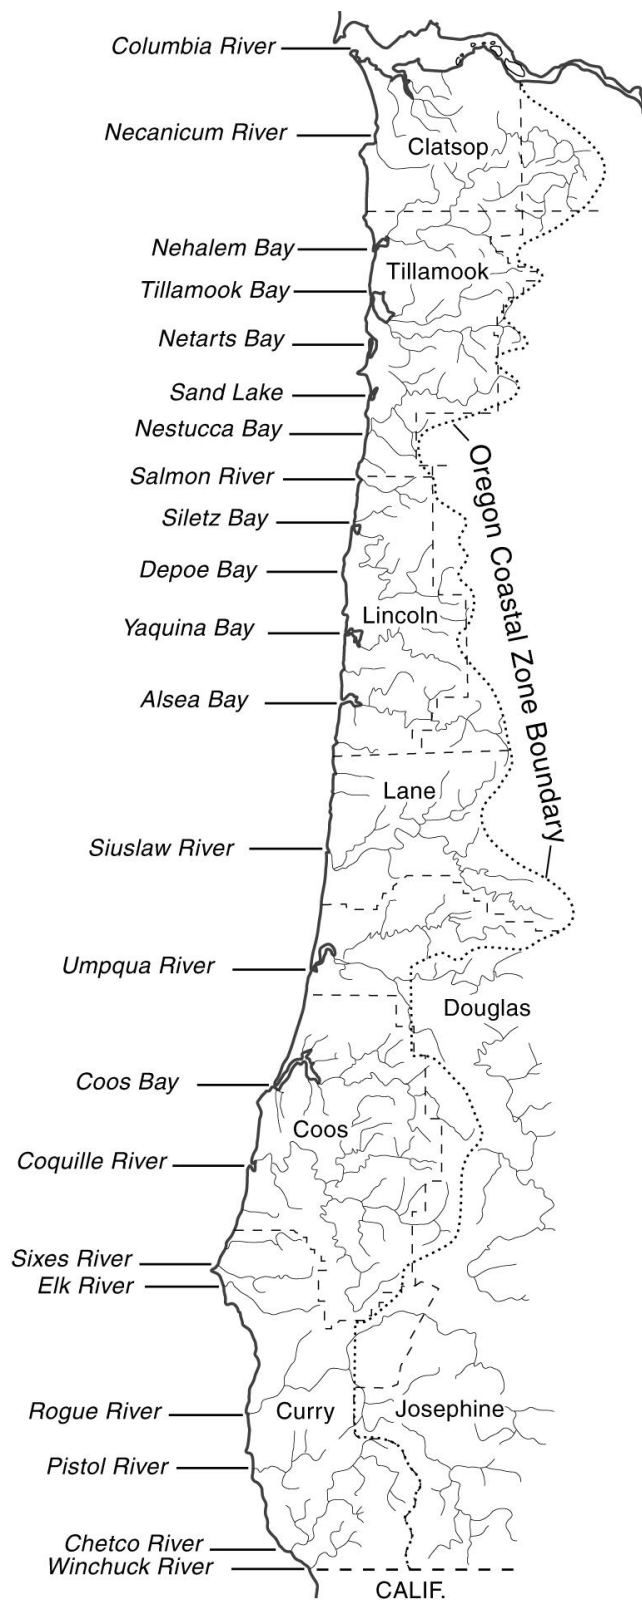 Columbia River
Necanicum River
Clatsop
Nehalem Bay
Tillamook
Tillamook Bay
Netarts Bay
Sand Lake
Nestucca Bay
Salmon River
Siletz Bay
Oregon Coastal Zone Boundary
Depoe Bay
Lincoln
Yaquina Bay
Alsea Bay
Lane
Siuslaw River
Umpqua River
Douglas
Coos Bay
Coos
Coquille River
Sixes River
Elk River
Rogue River
Curry
Josephine
Pistol River
Chetco River
Winchuck River
CALIF.